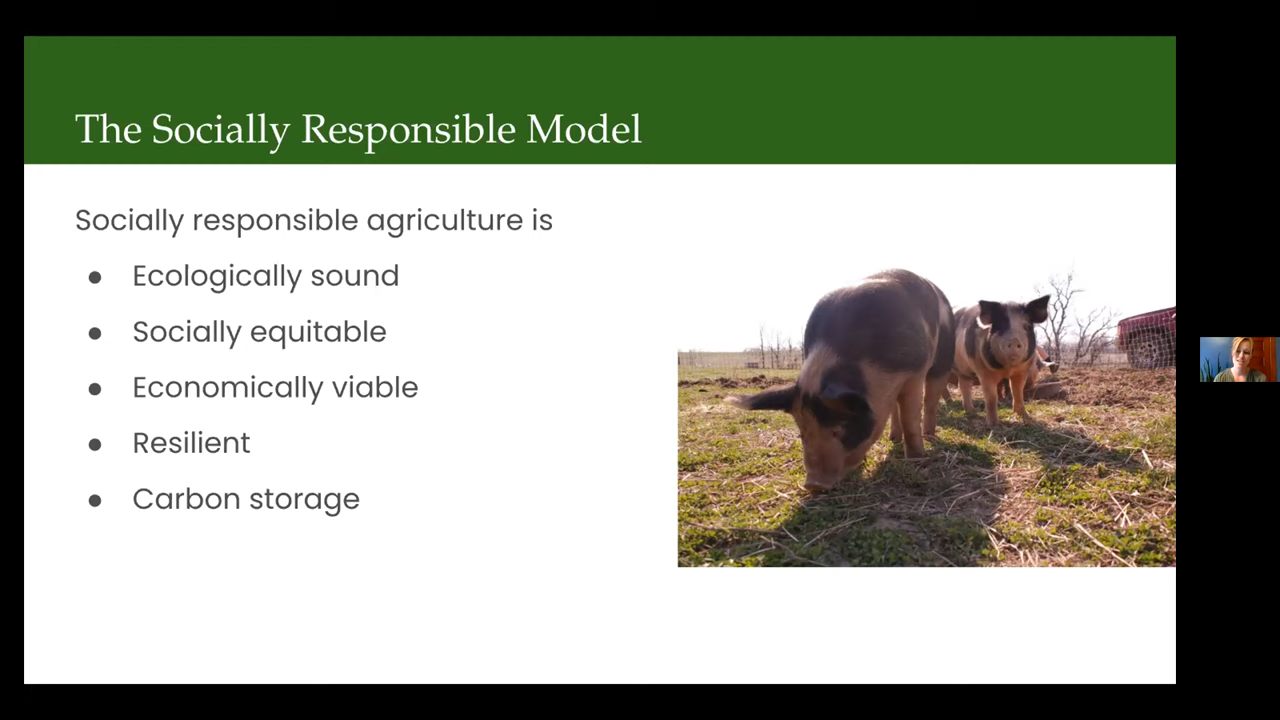 The Socially Responsible Model
Socially responsible agriculture is
● Ecologically sound
● Socially equitable
● Economically viable
● Resilient
● Carbon storage